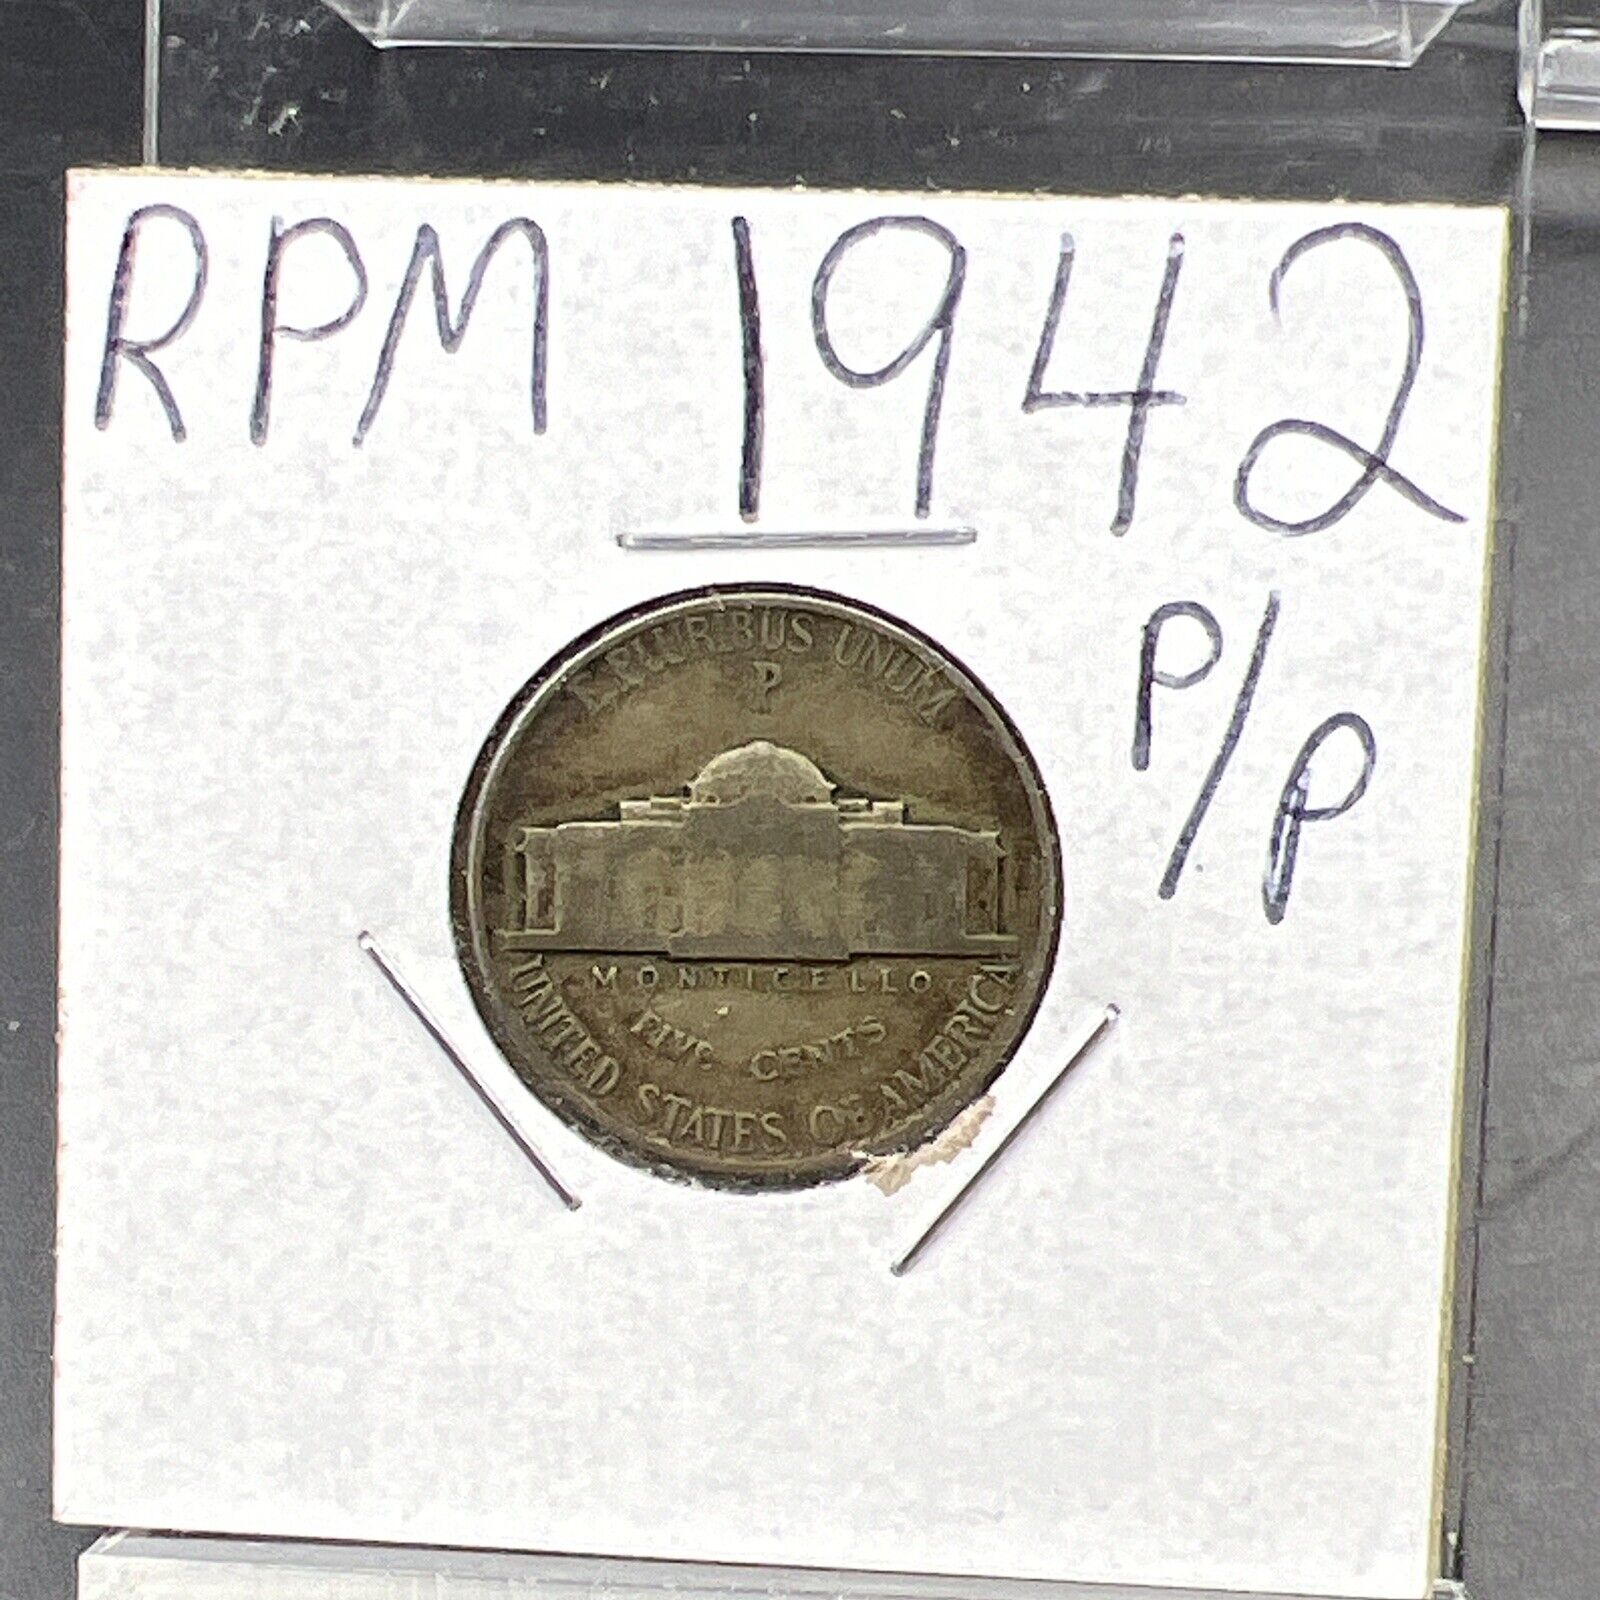 RPM 1942
P/P
E PLURIBUS UNUM
P
MONTICELLO
FIVE CENTS
UNITED STATES OF AMERICA